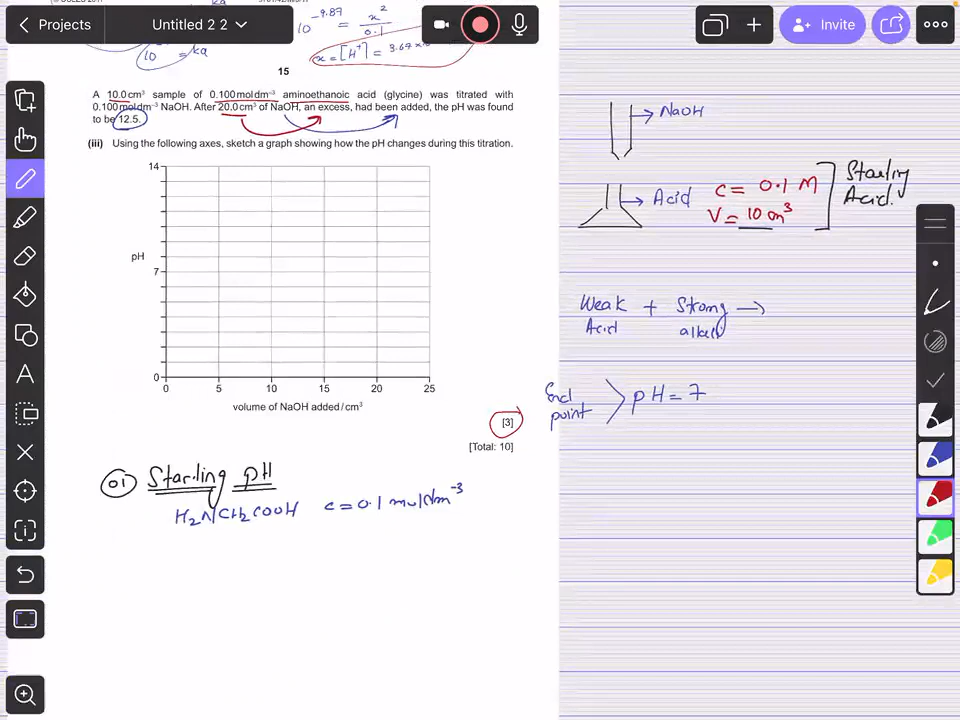 Projects
Untitled 2 2
Invite
10^-9.87 = x^2 / 0.1
10 = ka
x = [H+] = 3.67×10
15
A 10.0 cm³ sample of 0.100 mol dm⁻³ aminoethanoic acid (glycine) was titrated with
0.100 mol dm⁻³ NaOH. After 20.0 cm³ of NaOH, an excess, had been added, the pH was found
to be 12.5.
(iii) Using the following axes, sketch a graph showing how the pH changes during this titration.
14
pH
7
0
0 5 10 15 20 25
volume of NaOH added / cm³
[3]
[Total: 10]
01 Starting pH
H₂NCH₂COOH c = 0.1 mol dm⁻³
→ NaOH
→ Acid
c = 0.1 M
V = 10 cm³
Starting
Acid.
Weak + Strong →
Acid alkali
End
point
> pH = 7
A